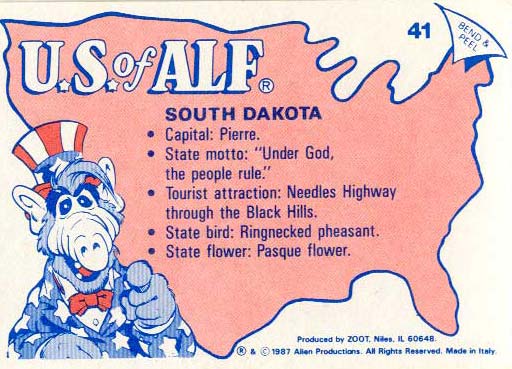 41
BEND &
PEEL
U.S. of ALF®
SOUTH DAKOTA
• Capital: Pierre.
• State motto: "Under God,
the people rule."
• Tourist attraction: Needles Highway
through the Black Hills.
• State bird: Ringnecked pheasant.
• State flower: Pasque flower.
Produced by ZOOT, Niles, IL 60648.
® & © 1987 Alien Productions. All Rights Reserved. Made in Italy.